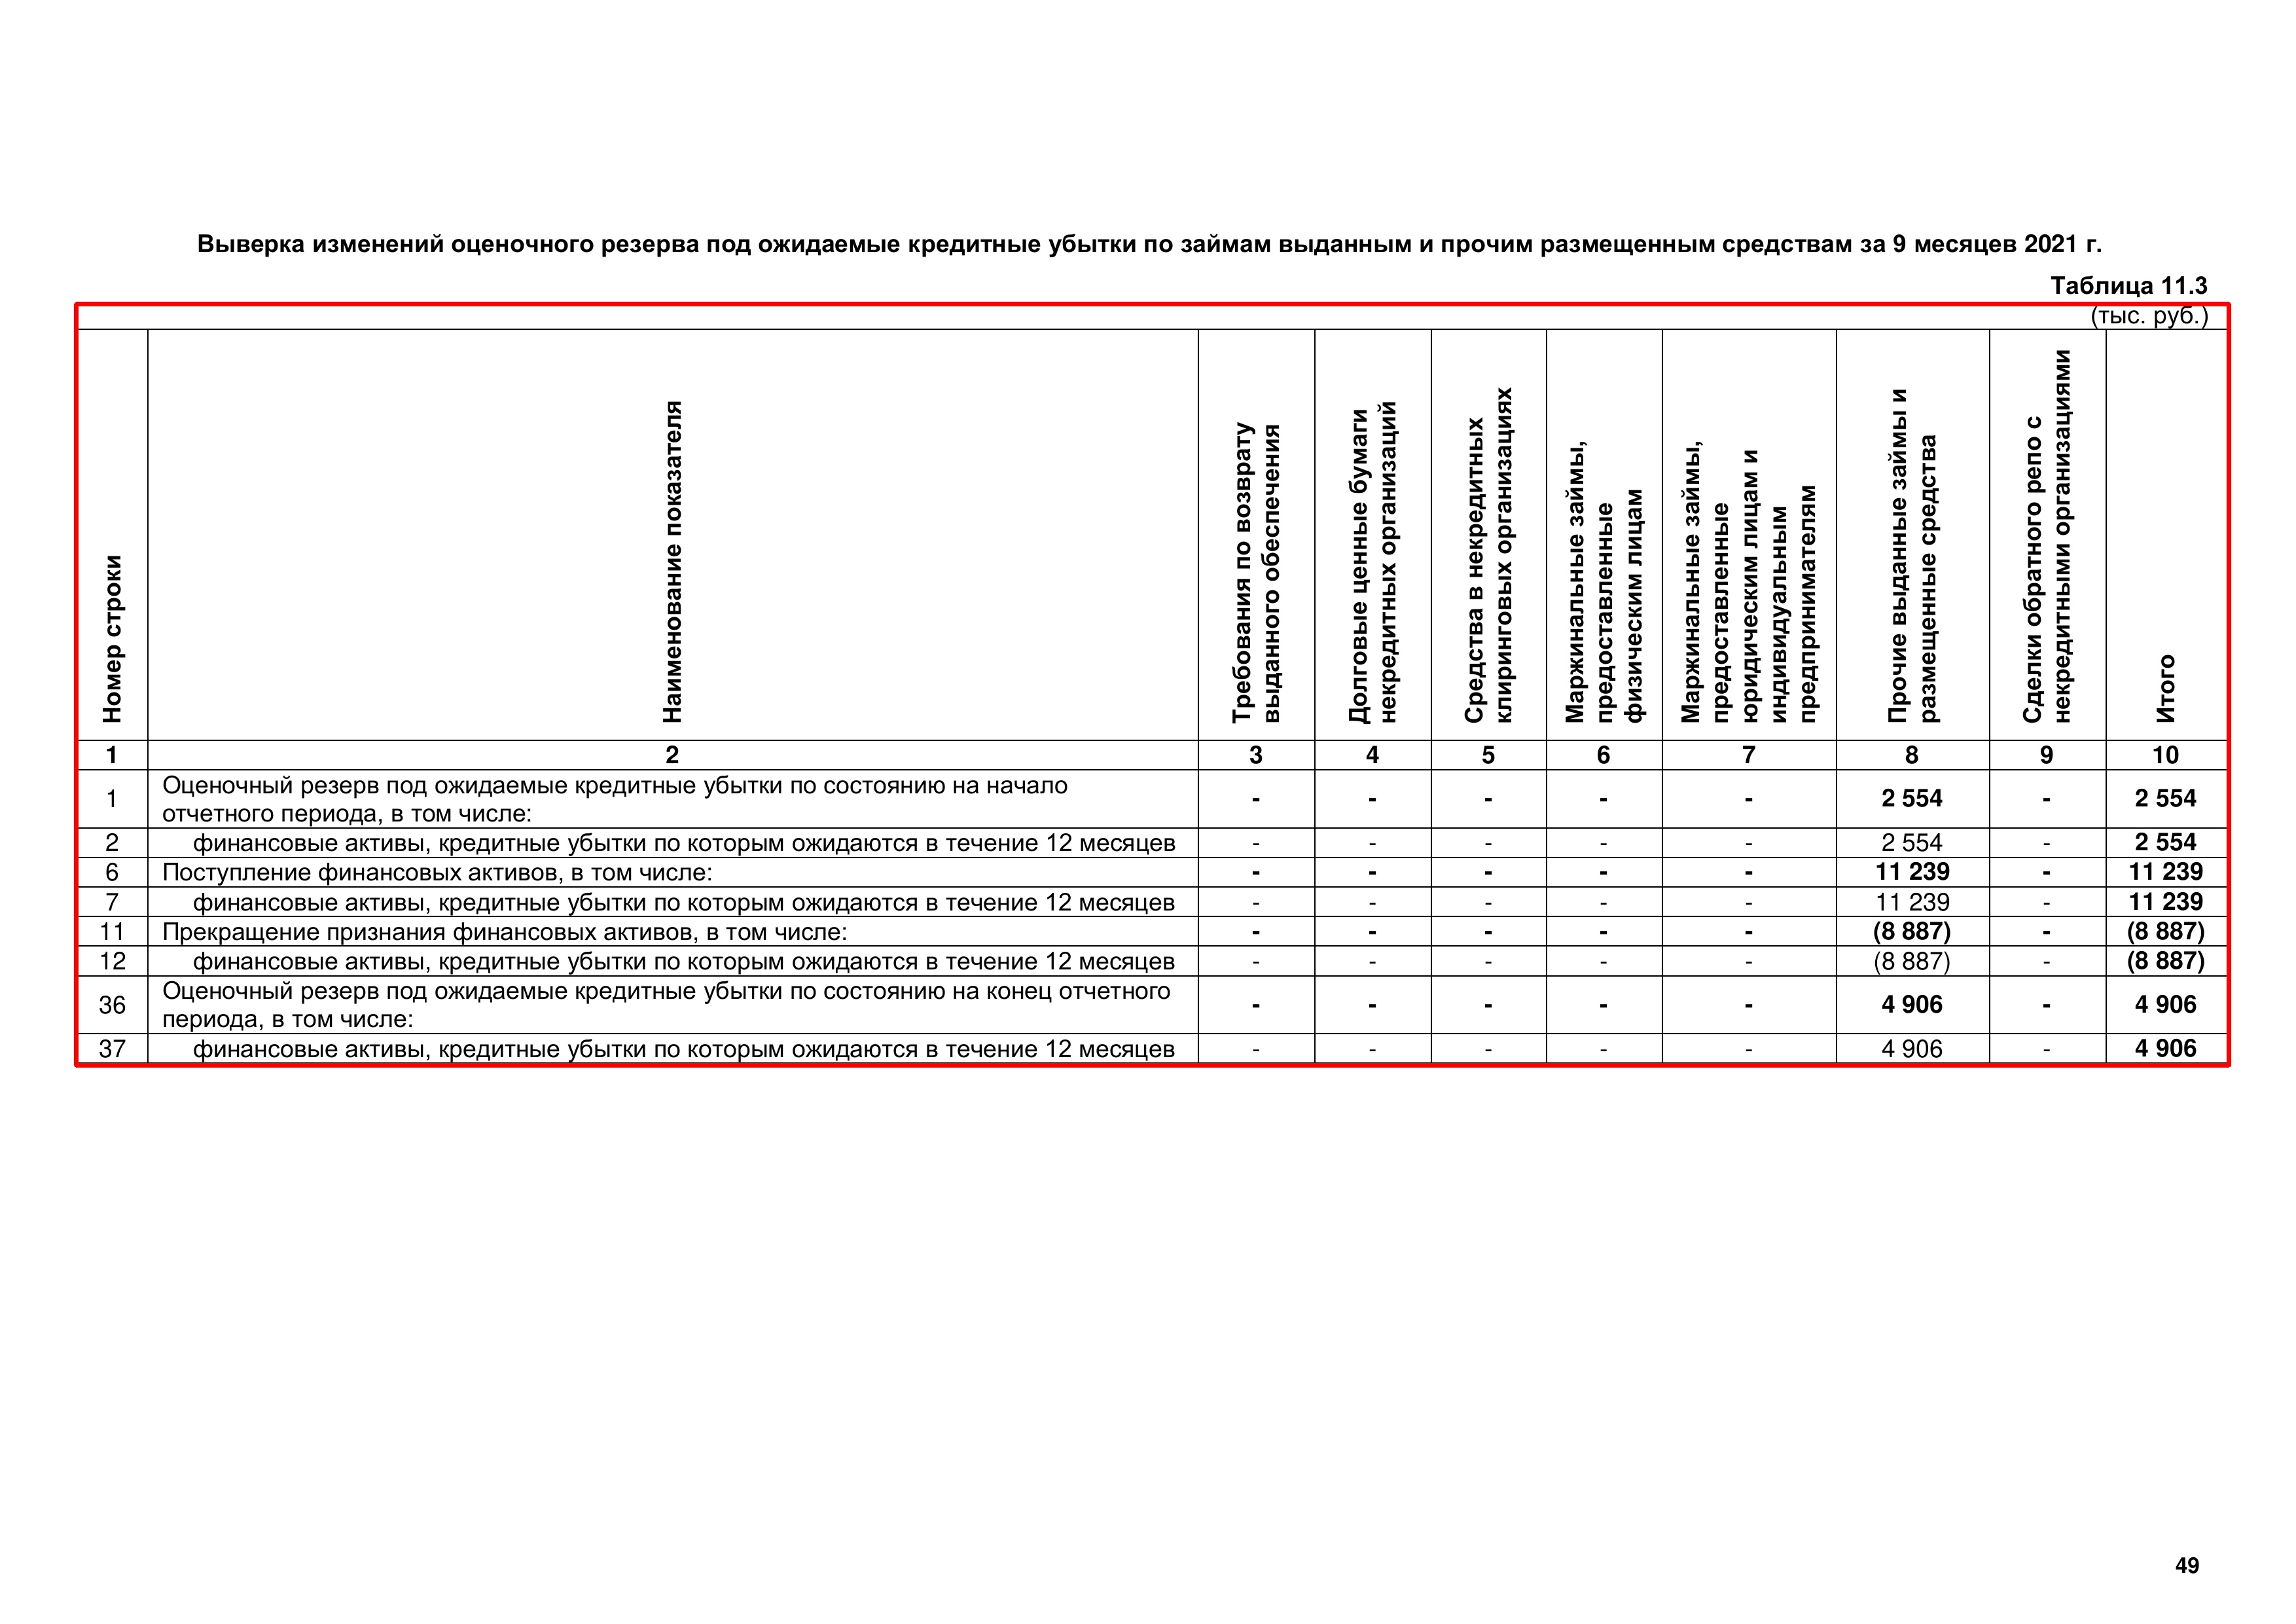 Выверка изменений оценочного резерва под ожидаемые кредитные убытки по займам выданным и прочим размещенным средствам за 9 месяцев 2021 г.
Таблица 11.3
(тыс. руб.)
Номер строки
Наименование показателя
Требования по возврату
выданного обеспечения
Долговые ценные бумаги
некредитных организаций
Средства в некредитных
клиринговых организациях
Маржинальные займы,
предоставленные
физическим лицам
Маржинальные займы,
предоставленные
юридическим лицам и
индивидуальным
предпринимателям
Прочие выданные займы и
размещенные средства
Сделки обратного репо с
некредитными организациями
Итого
1 2 3 4 5 6 7 8 9 10
1 Оценочный резерв под ожидаемые кредитные убытки по состоянию на начало
отчетного периода, в том числе: - - - - - 2 554 - 2 554
2 финансовые активы, кредитные убытки по которым ожидаются в течение 12 месяцев - - - - - 2 554 - 2 554
6 Поступление финансовых активов, в том числе: - - - - - 11 239 - 11 239
7 финансовые активы, кредитные убытки по которым ожидаются в течение 12 месяцев - - - - - 11 239 - 11 239
11 Прекращение признания финансовых активов, в том числе: - - - - - (8 887) - (8 887)
12 финансовые активы, кредитные убытки по которым ожидаются в течение 12 месяцев - - - - - (8 887) - (8 887)
36 Оценочный резерв под ожидаемые кредитные убытки по состоянию на конец отчетного
периода, в том числе: - - - - - 4 906 - 4 906
37 финансовые активы, кредитные убытки по которым ожидаются в течение 12 месяцев - - - - - 4 906 - 4 906
49